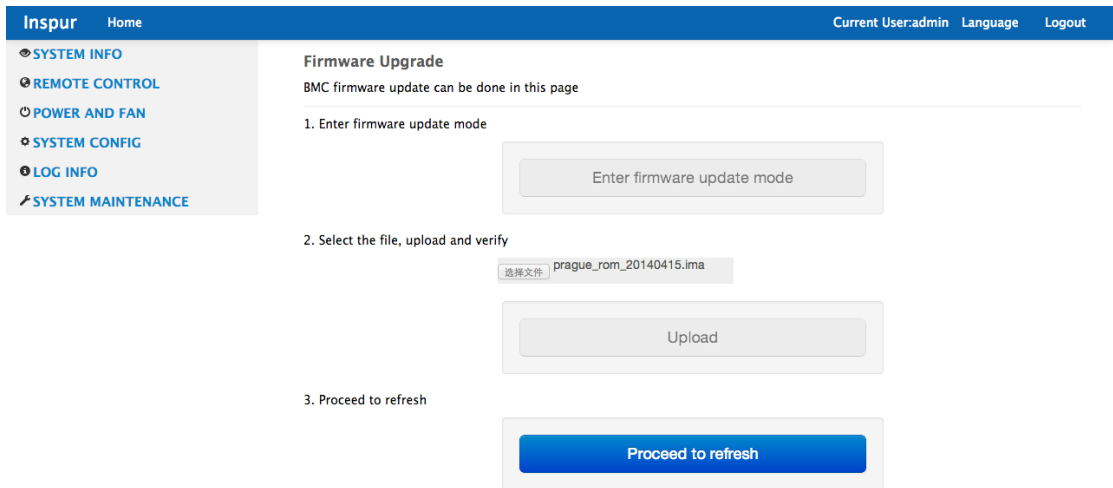 Inspur Home Current User:admin Language Logout
SYSTEM INFO
REMOTE CONTROL
POWER AND FAN
SYSTEM CONFIG
LOG INFO
SYSTEM MAINTENANCE
Firmware Upgrade
BMC firmware update can be done in this page
1. Enter firmware update mode
Enter firmware update mode
2. Select the file, upload and verify
选择文件 prague_rom_20140415.ima
Upload
3. Proceed to refresh
Proceed to refresh